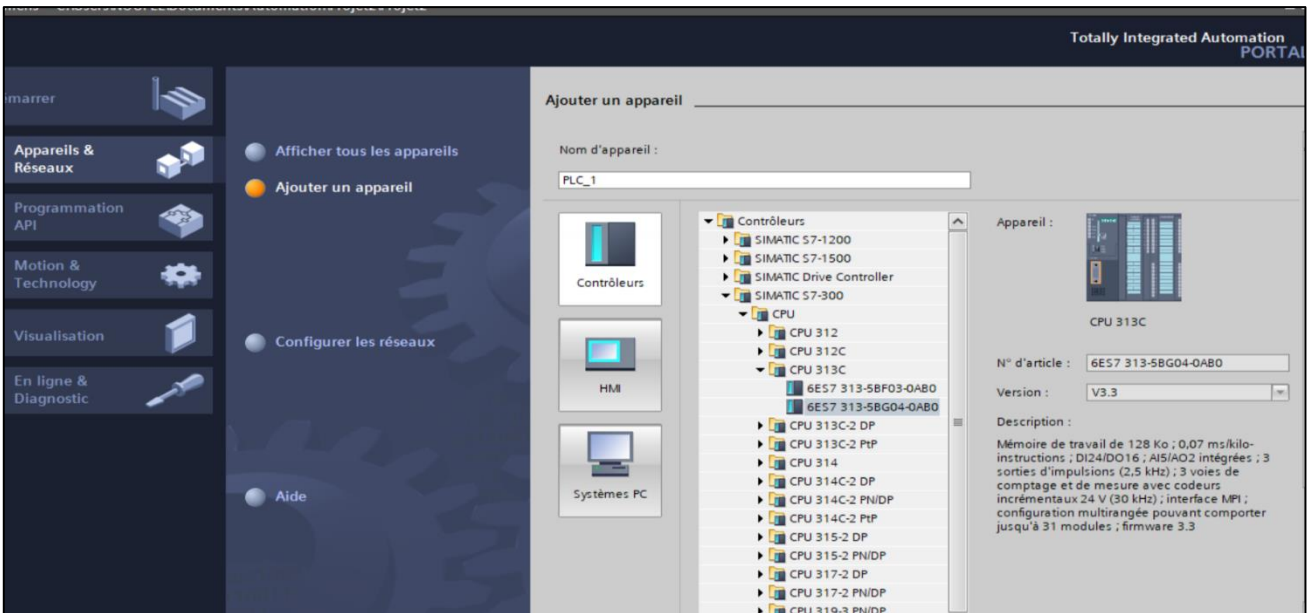 Totally Integrated Automation
PORTAL
Appareils &
Réseaux
Programmation
API
Motion &
Technology
Visualisation
En ligne &
Diagnostic
Afficher tous les appareils
Ajouter un appareil
Configurer les réseaux
Aide
Ajouter un appareil
Nom d'appareil :
PLC_1
Contrôleurs
HMI
Systèmes PC
Contrôleurs
SIMATIC S7-1200
SIMATIC S7-1500
SIMATIC Drive Controller
SIMATIC S7-300
CPU
CPU 312
CPU 312C
CPU 313C
6ES7 313-5BF03-0AB0
6ES7 313-5BG04-0AB0
CPU 313C-2 DP
CPU 313C-2 PtP
CPU 314
CPU 314C-2 DP
CPU 314C-2 PN/DP
CPU 314C-2 PtP
CPU 315-2 DP
CPU 315-2 PN/DP
CPU 317-2 DP
CPU 317-2 PN/DP
CPU 319-3 PN/DP
Appareil :
CPU 313C
N° d'article :
6ES7 313-5BG04-0AB0
Version :
V3.3
Description :
Mémoire de travail de 128 Ko ; 0,07 ms/kilo-
instructions ; DI24/DO16 ; AI5/AO2 intégrées ; 3
sorties d'impulsions (2,5 kHz) ; 3 voies de
comptage et de mesure avec codeurs
incrémentaux 24 V (30 kHz) ; interface MPI ;
configuration multirangée pouvant comporter
jusqu'à 31 modules ; firmware 3.3